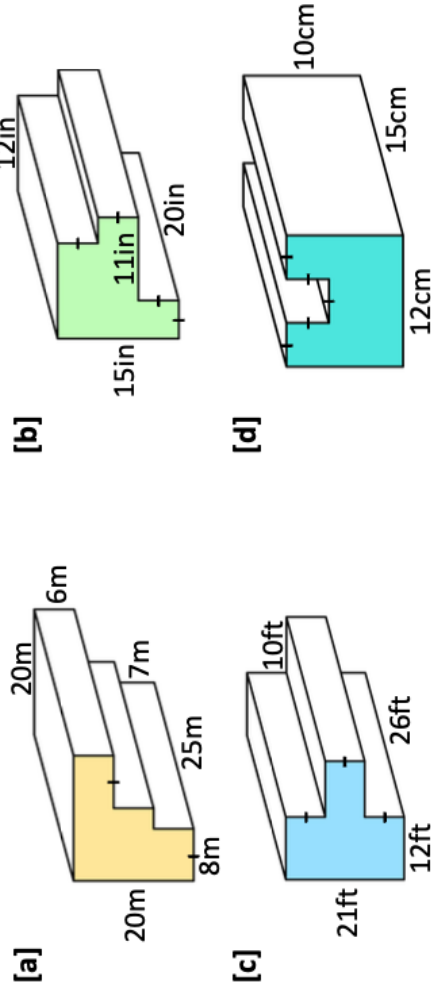 [a]
20m
6m
7m
25m
8m
20m
[b]
12in
11in
20in
15in
[c]
10ft
26ft
12ft
21ft
[d]
10cm
15cm
12cm